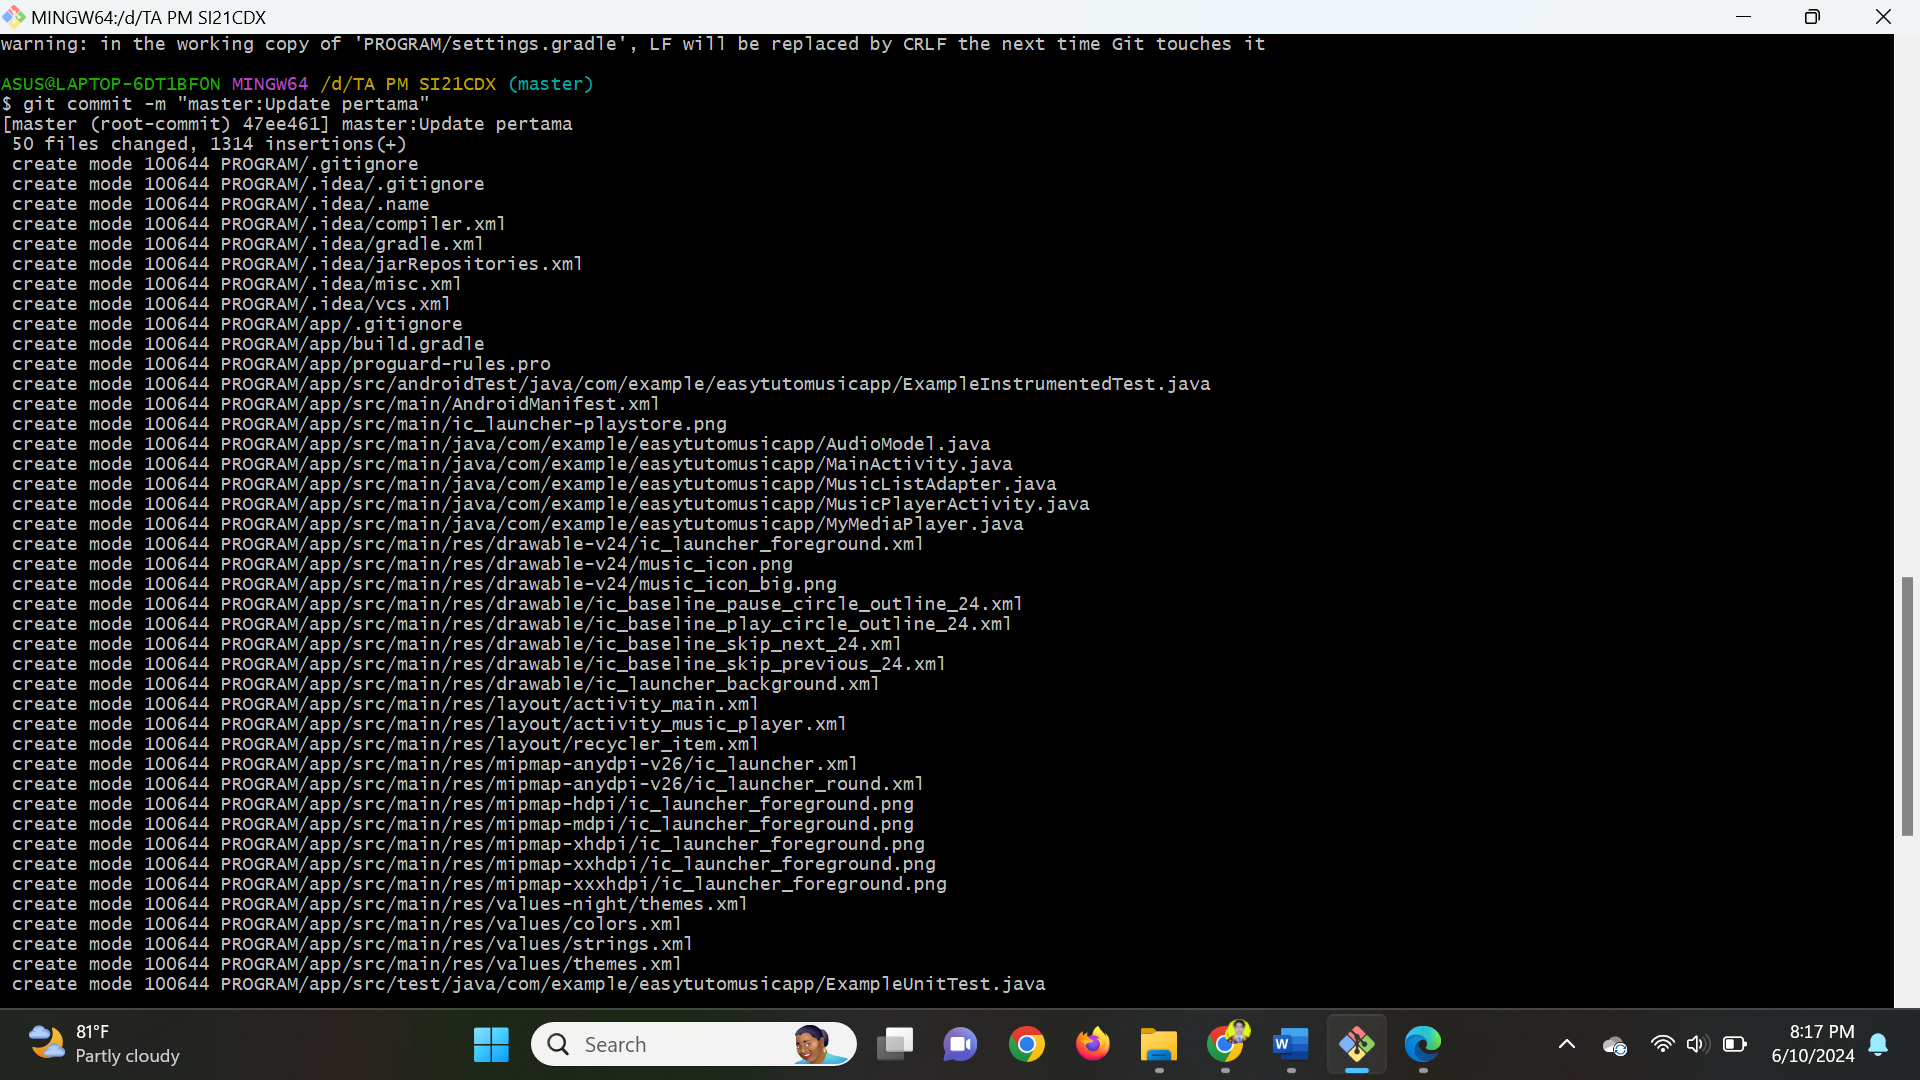 MINGW64:/d/TA PM SI21CDX
warning: in the working copy of 'PROGRAM/settings.gradle', LF will be replaced by CRLF the next time Git touches it
ASUS@LAPTOP-6DT1BF0N MINGW64 /d/TA PM SI21CDX (master)
$ git commit -m "master:Update pertama"
[master (root-commit) 47ee461] master:Update pertama
50 files changed, 1314 insertions(+)
create mode 100644 PROGRAM/.gitignore
create mode 100644 PROGRAM/.idea/.gitignore
create mode 100644 PROGRAM/.idea/.name
create mode 100644 PROGRAM/.idea/compiler.xml
create mode 100644 PROGRAM/.idea/gradle.xml
create mode 100644 PROGRAM/.idea/jarRepositories.xml
create mode 100644 PROGRAM/.idea/misc.xml
create mode 100644 PROGRAM/.idea/vcs.xml
create mode 100644 PROGRAM/app/.gitignore
create mode 100644 PROGRAM/app/build.gradle
create mode 100644 PROGRAM/app/proguard-rules.pro
create mode 100644 PROGRAM/app/src/androidTest/java/com/example/easytutomusicapp/ExampleInstrumentedTest.java
create mode 100644 PROGRAM/app/src/main/AndroidManifest.xml
create mode 100644 PROGRAM/app/src/main/ic_launcher-playstore.png
create mode 100644 PROGRAM/app/src/main/java/com/example/easytutomusicapp/AudioModel.java
create mode 100644 PROGRAM/app/src/main/java/com/example/easytutomusicapp/MainActivity.java
create mode 100644 PROGRAM/app/src/main/java/com/example/easytutomusicapp/MusicListAdapter.java
create mode 100644 PROGRAM/app/src/main/java/com/example/easytutomusicapp/MusicPlayerActivity.java
create mode 100644 PROGRAM/app/src/main/java/com/example/easytutomusicapp/MyMediaPlayer.java
create mode 100644 PROGRAM/app/src/main/res/drawable-v24/ic_launcher_foreground.xml
create mode 100644 PROGRAM/app/src/main/res/drawable-v24/music_icon.png
create mode 100644 PROGRAM/app/src/main/res/drawable-v24/music_icon_big.png
create mode 100644 PROGRAM/app/src/main/res/drawable/ic_baseline_pause_circle_outline_24.xml
create mode 100644 PROGRAM/app/src/main/res/drawable/ic_baseline_play_circle_outline_24.xml
create mode 100644 PROGRAM/app/src/main/res/drawable/ic_baseline_skip_next_24.xml
create mode 100644 PROGRAM/app/src/main/res/drawable/ic_baseline_skip_previous_24.xml
create mode 100644 PROGRAM/app/src/main/res/drawable/ic_launcher_background.xml
create mode 100644 PROGRAM/app/src/main/res/layout/activity_main.xml
create mode 100644 PROGRAM/app/src/main/res/layout/activity_music_player.xml
create mode 100644 PROGRAM/app/src/main/res/layout/recycler_item.xml
create mode 100644 PROGRAM/app/src/main/res/mipmap-anydpi-v26/ic_launcher.xml
create mode 100644 PROGRAM/app/src/main/res/mipmap-anydpi-v26/ic_launcher_round.xml
create mode 100644 PROGRAM/app/src/main/res/mipmap-hdpi/ic_launcher_foreground.png
create mode 100644 PROGRAM/app/src/main/res/mipmap-mdpi/ic_launcher_foreground.png
create mode 100644 PROGRAM/app/src/main/res/mipmap-xhdpi/ic_launcher_foreground.png
create mode 100644 PROGRAM/app/src/main/res/mipmap-xxhdpi/ic_launcher_foreground.png
create mode 100644 PROGRAM/app/src/main/res/mipmap-xxxhdpi/ic_launcher_foreground.png
create mode 100644 PROGRAM/app/src/main/res/values-night/themes.xml
create mode 100644 PROGRAM/app/src/main/res/values/colors.xml
create mode 100644 PROGRAM/app/src/main/res/values/strings.xml
create mode 100644 PROGRAM/app/src/main/res/values/themes.xml
create mode 100644 PROGRAM/app/src/test/java/com/example/easytutomusicapp/ExampleUnitTest.java
81°F
Partly cloudy
Search
W
8:17 PM
6/10/2024